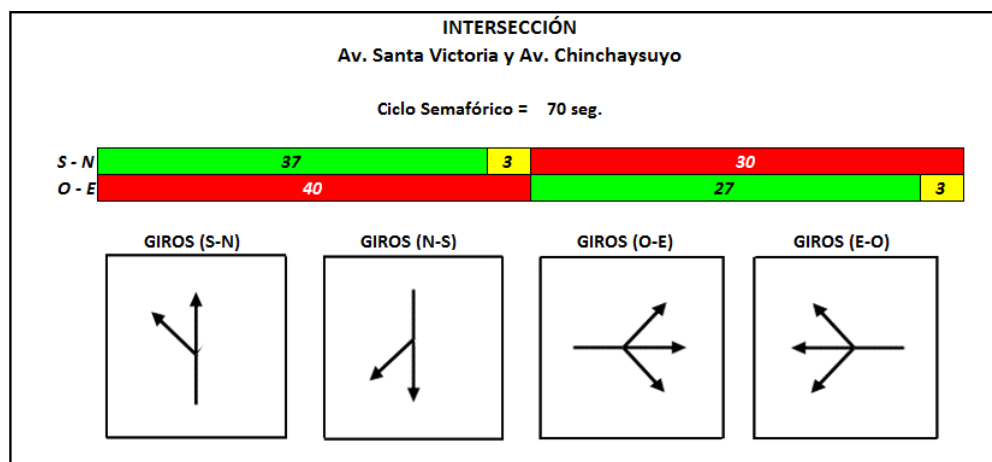 INTERSECCIÓN
Av. Santa Victoria y Av. Chinchaysuyo
Ciclo Semafórico = 70 seg.
S - N 37 3 30
O - E 40 27 3
GIROS (S-N) GIROS (N-S) GIROS (O-E) GIROS (E-O)